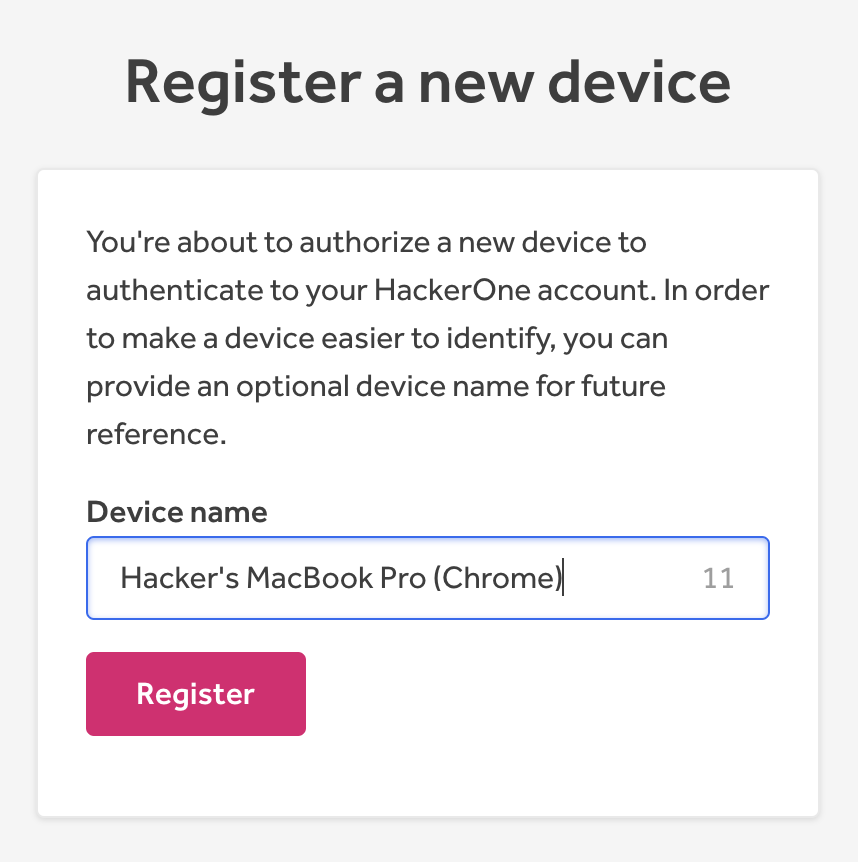 Register a new device
You're about to authorize a new device to
authenticate to your HackerOne account. In order
to make a device easier to identify, you can
provide an optional device name for future
reference.
Device name
Hacker's MacBook Pro (Chrome) 11
Register